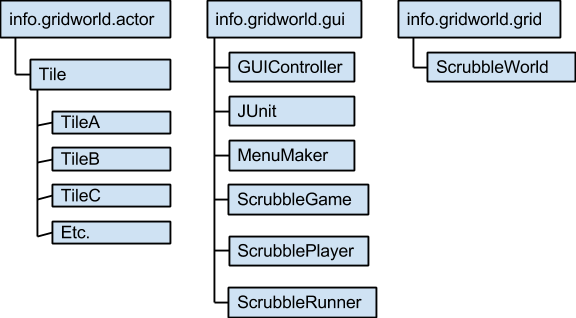 info.gridworld.actor
Tile
TileA
TileB
TileC
Etc.
info.gridworld.gui
GUIController
JUnit
MenuMaker
ScrubbleGame
ScrubblePlayer
ScrubbleRunner
info.gridworld.grid
ScrubbleWorld